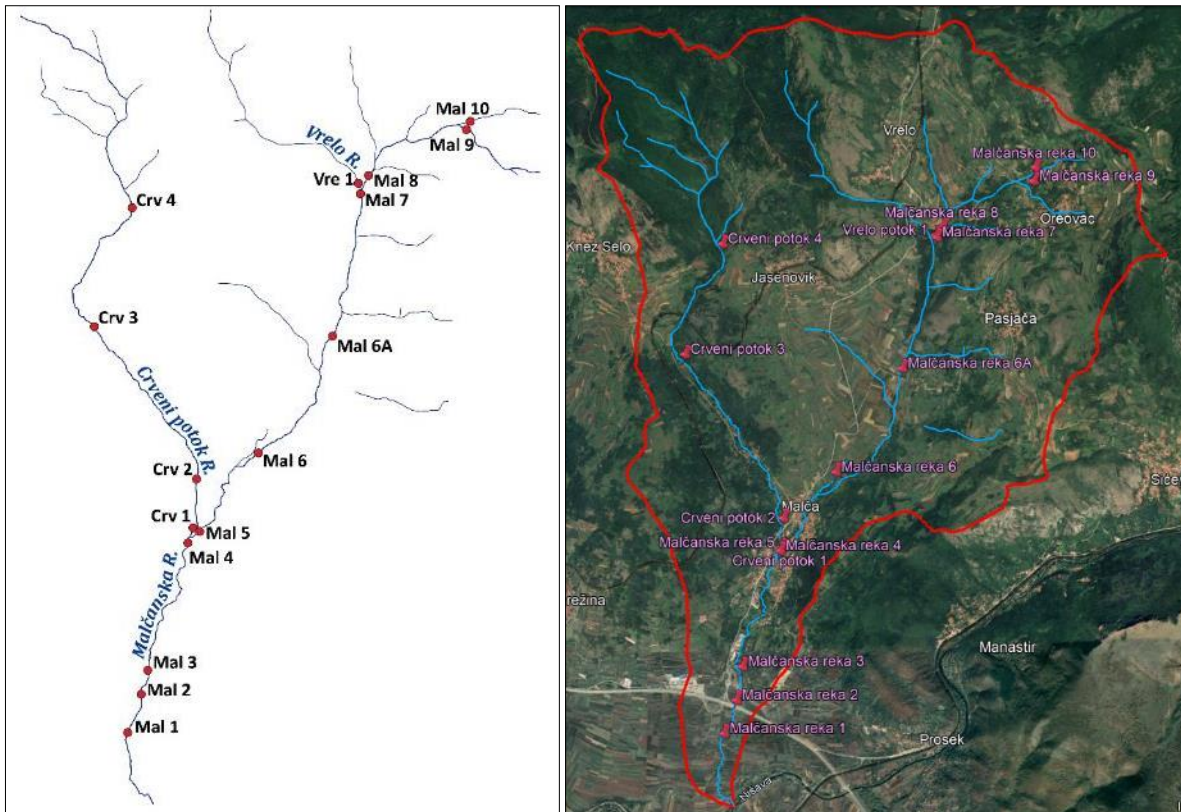 Mal 10
Mal 9
Vrelo R.
Vre 1
Mal 8
Mal 7
Crv 4
Crv 3
Mal 6A
Crveni potok R.
Mal 6
Crv 2
Crv 1
Mal 5
Mal 4
Malčanska R.
Mal 3
Mal 2
Mal 1
Vrelo
Malčanska reka 10
Malčanska reka 9
Oreovac
Malčanska reka 8
Vrelo potok 1
Malčanska reka 7
Crveni potok 4
Knez Selo
Jasenovik
Pasjača
Crveni potok 3
Malčanska reka 6A
Malčanska reka 6
Siće
Malča
Crveni potok 2
Malčanska reka 5
Malčanska reka 4
Crveni potok 1
režina
Manastir
Malčanska reka 3
Malčanska reka 2
Malčanska reka 1
Prosek
Nišava